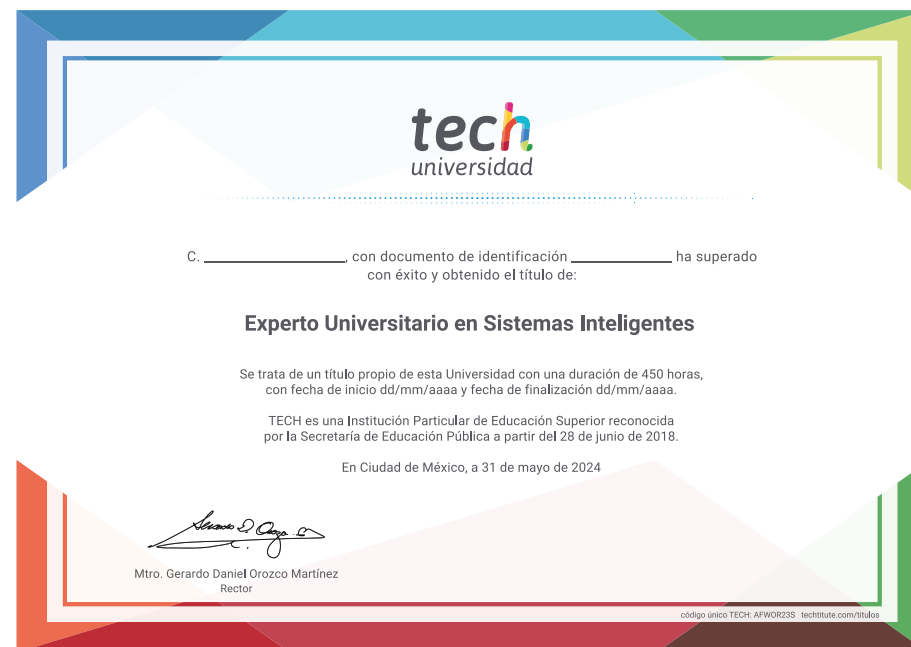 tech
universidad
C. ____________________, con documento de identificación ______________ ha superado
con éxito y obtenido el título de:
Experto Universitario en Sistemas Inteligentes
Se trata de un título propio de esta Universidad con una duración de 450 horas,
con fecha de inicio dd/mm/aaaa y fecha de finalización dd/mm/aaaa.
TECH es una Institución Particular de Educación Superior reconocida
por la Secretaría de Educación Pública a partir del 28 de junio de 2018.
En Ciudad de México, a 31 de mayo de 2024
Mtro. Gerardo Daniel Orozco Martínez
Rector
código único TECH: AFWOR23S techtitute.com/titulos